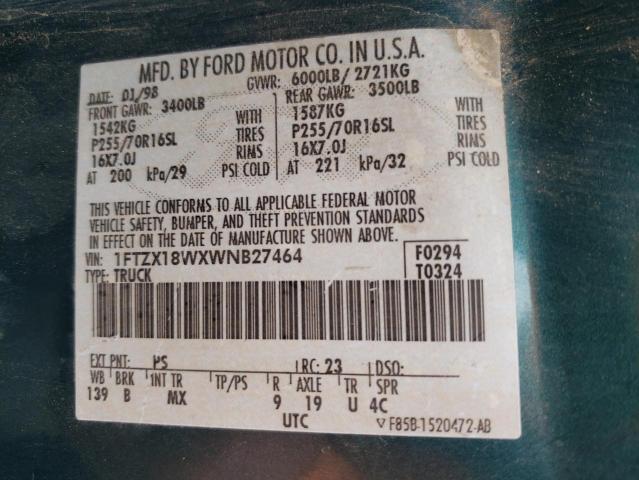 MFD. BY FORD MOTOR CO. IN U.S.A.
DATE: 01/98 GVWR: 6000LB/ 2721KG
FRONT GAWR: 3400LB REAR GAWR: 3500LB
1542KG WITH 1587KG WITH
P255/70R16SL TIRES P255/70R16SL TIRES
16X7.0J RIMS 16X7.0J RIMS
AT 200 kPa/29 PSI COLD AT 221 kPa/32 PSI COLD
THIS VEHICLE CONFORMS TO ALL APPLICABLE FEDERAL MOTOR
VEHICLE SAFETY, BUMPER, AND THEFT PREVENTION STANDARDS
IN EFFECT ON THE DATE OF MANUFACTURE SHOWN ABOVE.
VIN: 1FTZX18WXWNB27464 F0294
TYPE: TRUCK T0324
EXT PNT: PS RC: 23 DSO:
WB BRK INT TR TP/PS R AXLE TR SPR
139 B MX 9 19 U 4C
UTC
▽ F85B-1520472-AB